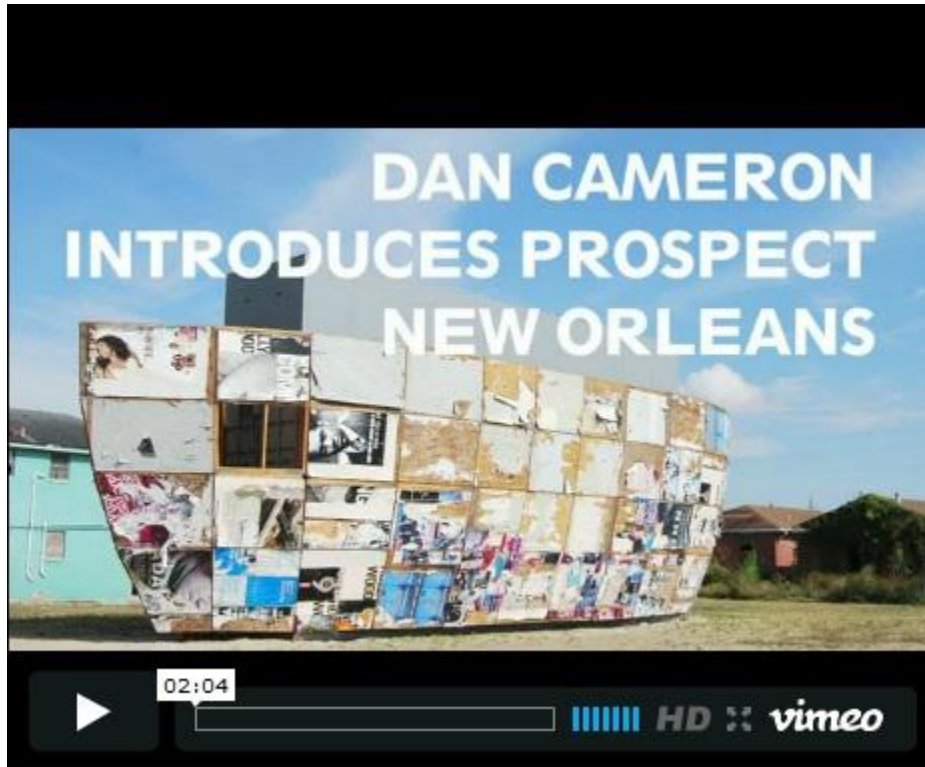 DAN CAMERON
INTRODUCES PROSPECT
NEW ORLEANS
02:04
HD
vimeo